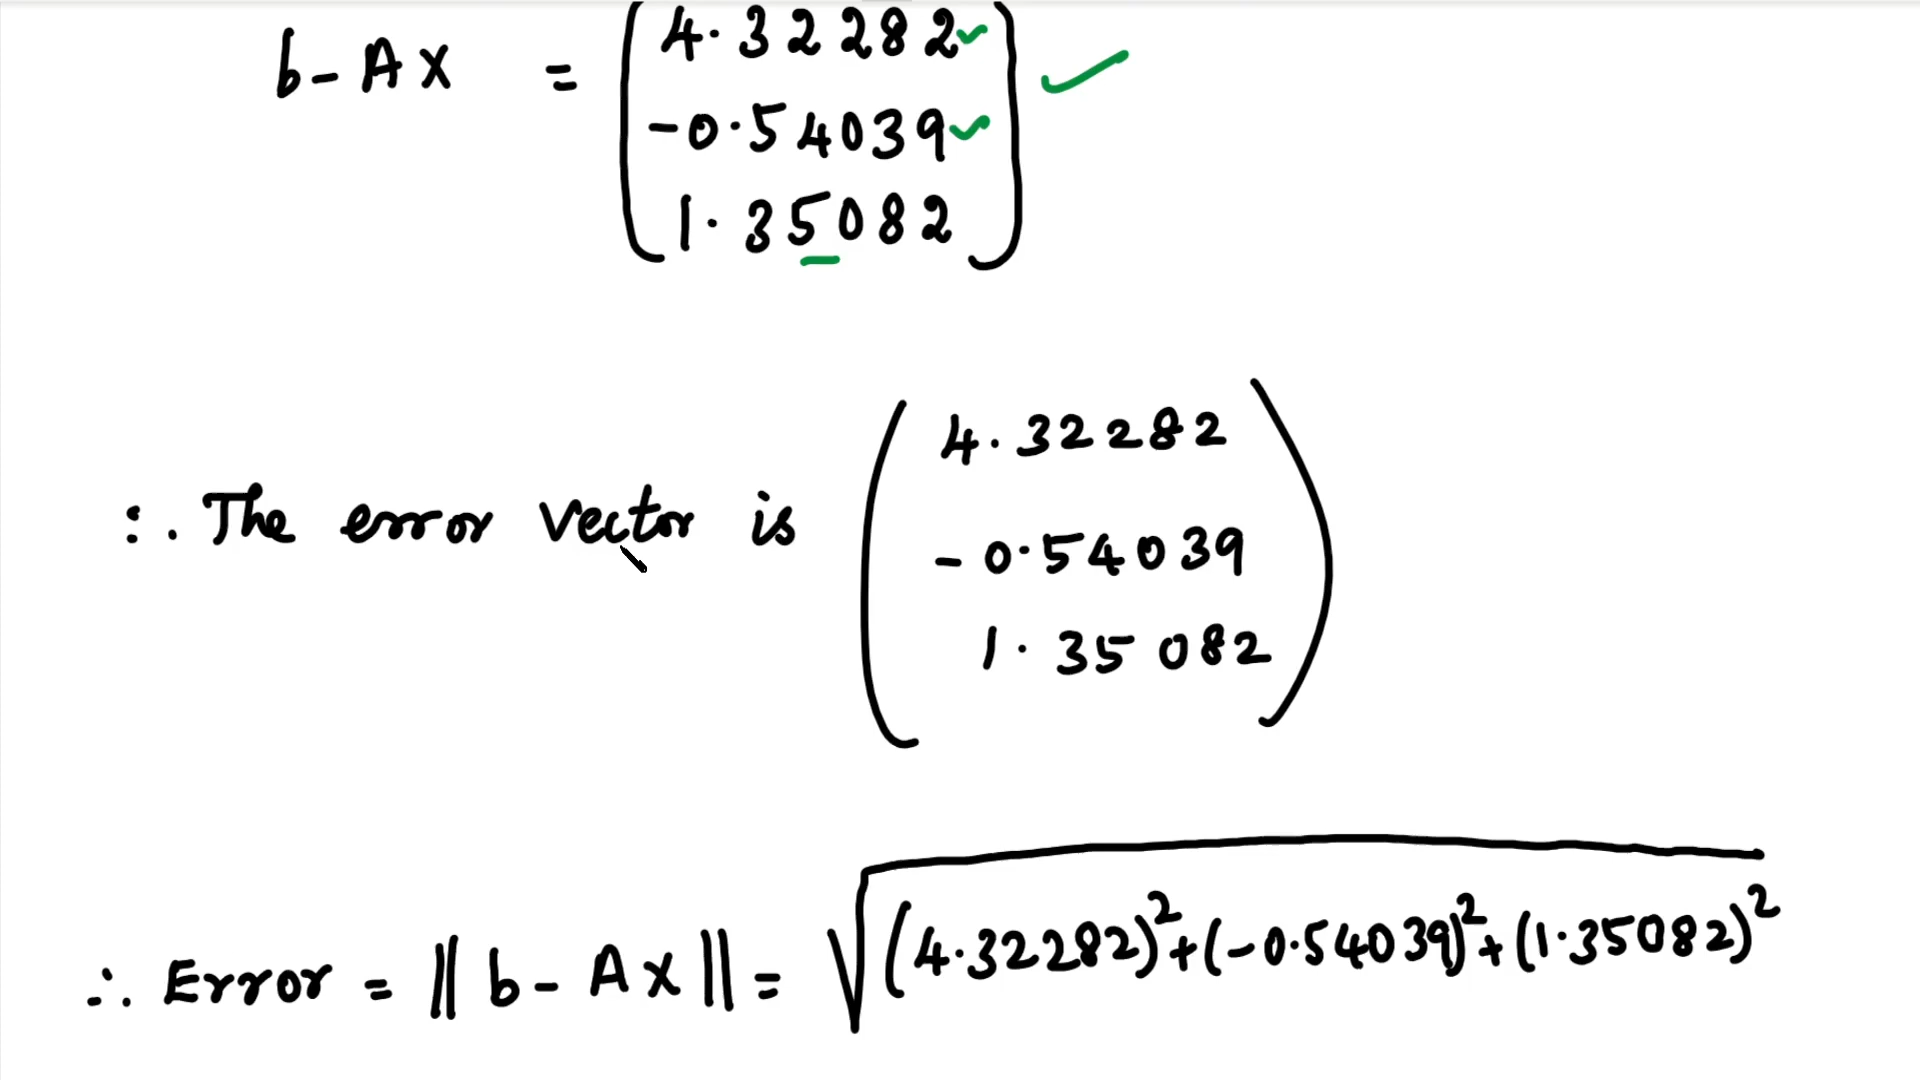 4.32282
b-AX =
-0.54039
1.35082
4.32282
-0.54039
∴ The error vector is
1.35082
∴ Error = || b-AX || = √(4.32282)²+(-0.54039)²+(1.35082)²